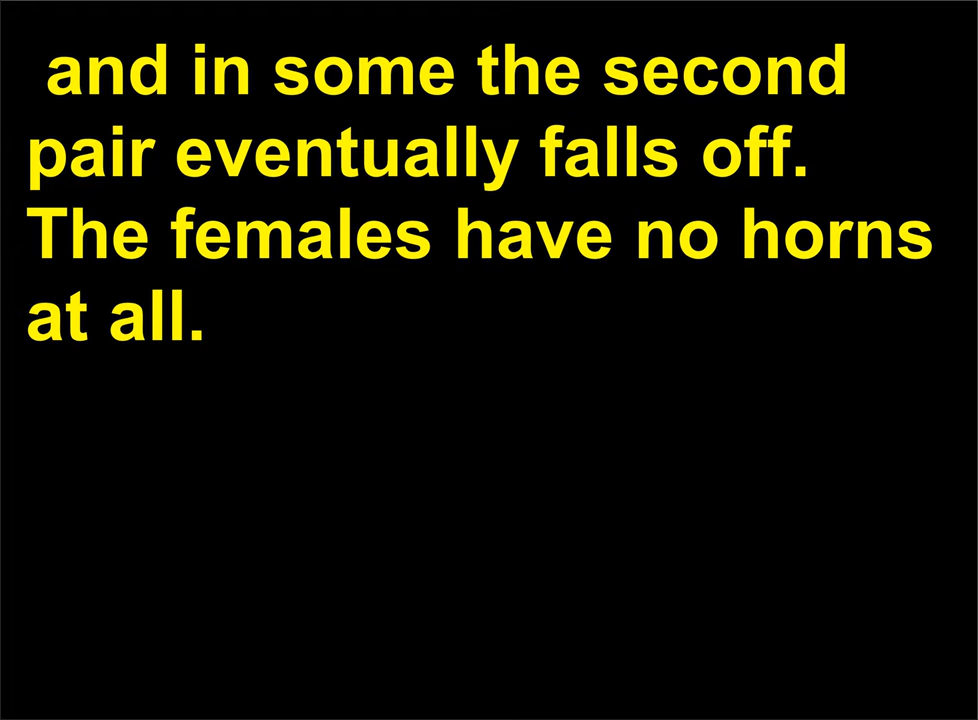 and in some the second
pair eventually falls off.
The females have no horns
at all.